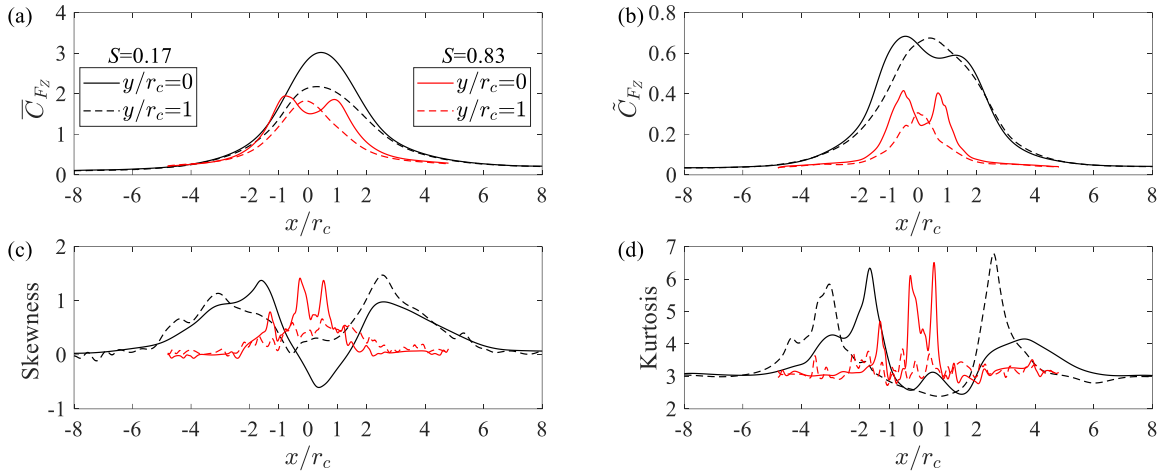 (a)
4
3
2
1
0
-8 -6 -4 -2 -1 0 1 2 4 6 8
C̅_{F_Z}
x/r_c
S=0.17
y/r_c=0
y/r_c=1
S=0.83
y/r_c=0
y/r_c=1
(b)
0.8
0.6
0.4
0.2
0
-8 -6 -4 -2 -1 0 1 2 4 6 8
C̃_{F_Z}
x/r_c
(c)
2
1
0
-1
-8 -6 -4 -2 -1 0 1 2 4 6 8
Skewness
x/r_c
(d)
7
6
5
4
3
2
-8 -6 -4 -2 -1 0 1 2 4 6 8
Kurtosis
x/r_c